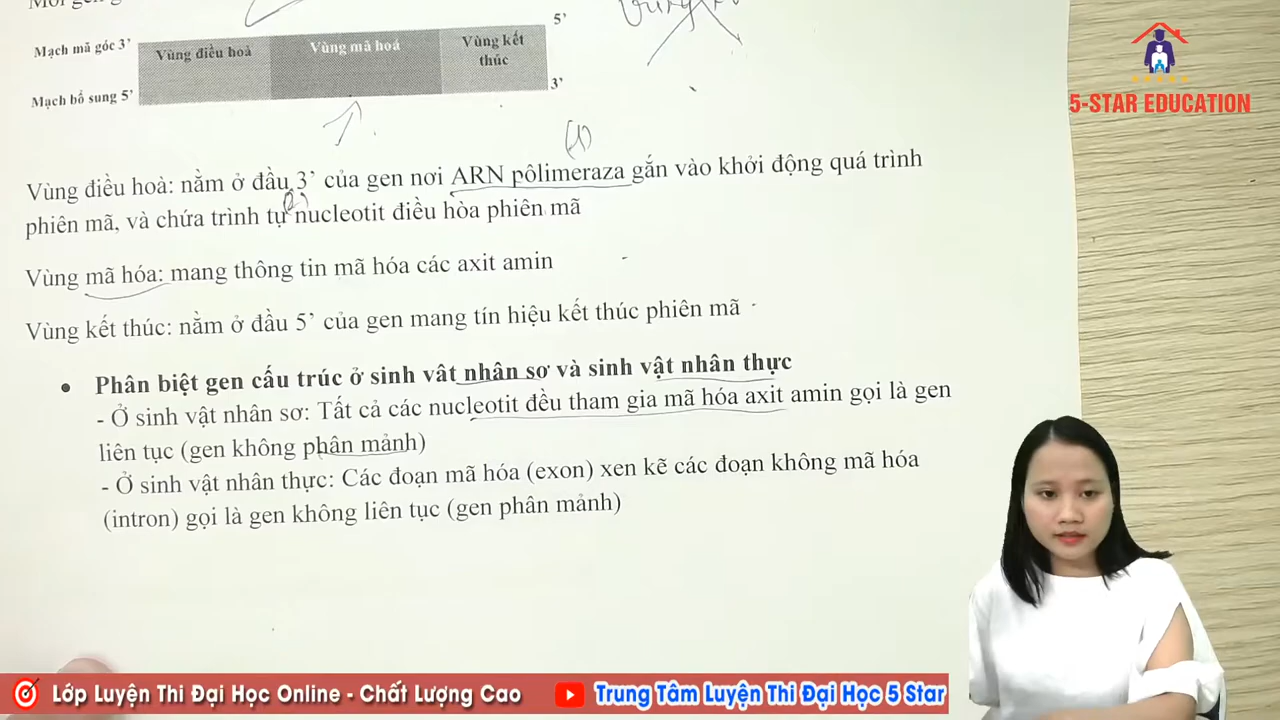 5'
Mạch mã gốc 3'
Vùng điều hoà
Vùng mã hoá
Vùng kết
thúc
Mạch bổ sung 5'
3'
5-STAR EDUCATION
(1)
Vùng điều hoà: nằm ở đầu 3' của gen nơi ARN pôlimeraza gắn vào khởi động quá trình
(2)
phiên mã, và chứa trình tự nucleotit điều hòa phiên mã
Vùng mã hóa: mang thông tin mã hóa các axit amin
Vùng kết thúc: nằm ở đầu 5' của gen mang tín hiệu kết thúc phiên mã
• Phân biệt gen cấu trúc ở sinh vât nhân sơ và sinh vật nhân thực
- Ở sinh vật nhân sơ: Tất cả các nucleotit đều tham gia mã hóa axit amin gọi là gen
liên tục (gen không phân mảnh)
- Ở sinh vật nhân thực: Các đoạn mã hóa (exon) xen kẽ các đoạn không mã hóa
(intron) gọi là gen không liên tục (gen phân mảnh)
Lớp Luyện Thi Đại Học Online - Chất Lượng Cao
Trung Tâm Luyện Thi Đại Học 5 Star